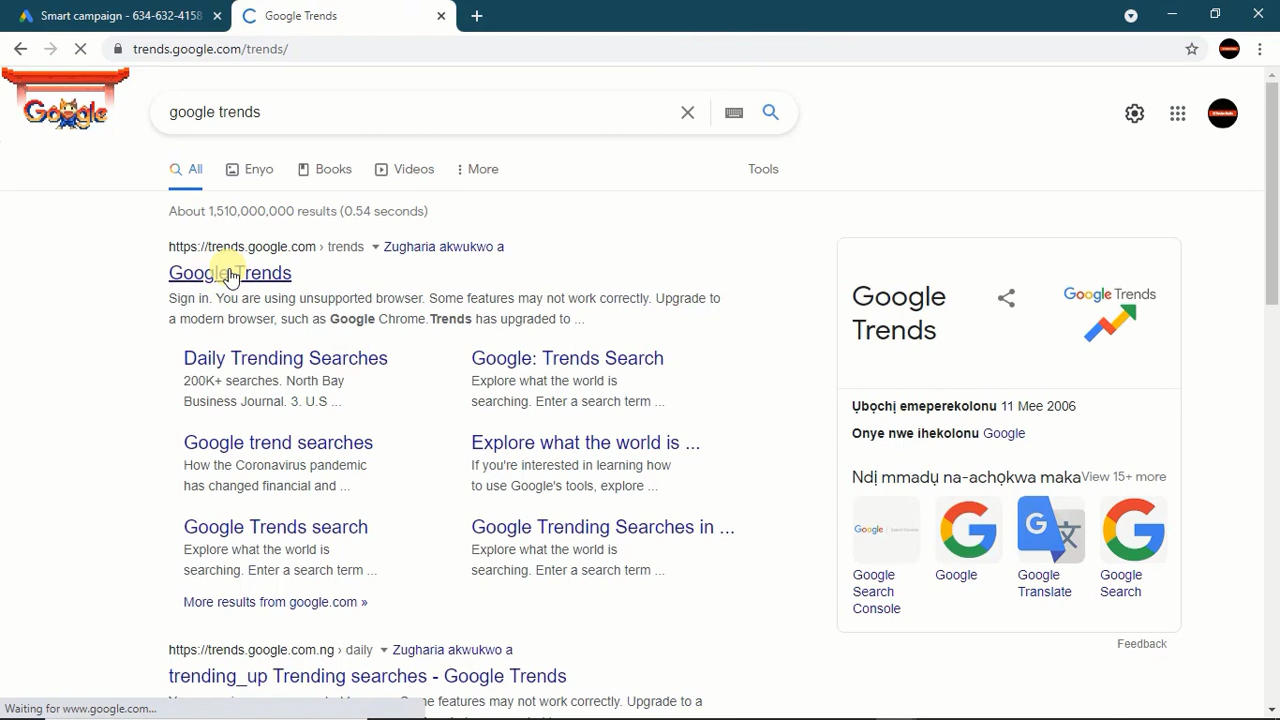 Smart campaign - 634-632-4158
Google Trends
trends.google.com/trends/
Google
google trends
All
Enyo
Books
Videos
More
Tools
About 1,510,000,000 results (0.54 seconds)
https://trends.google.com › trends
Zugharia akwukwo a
Google Trends
Sign in. You are using unsupported browser. Some features may not work correctly. Upgrade to
a modern browser, such as Google Chrome.Trends has upgraded to ...
Daily Trending Searches
200K+ searches. North Bay
Business Journal. 3. U.S ...
Google: Trends Search
Explore what the world is
searching. Enter a search term ...
Google trend searches
How the Coronavirus pandemic
has changed financial and ...
Explore what the world is ...
If you're interested in learning how
to use Google's tools, explore ...
Google Trends search
Explore what the world is
searching. Enter a search term ...
Google Trending Searches in ...
Explore what the world is
searching. Enter a search term ...
More results from google.com »
https://trends.google.com.ng › daily
Zugharia akwukwo a
trending_up Trending searches - Google Trends
Some features may not work correctly. Upgrade to a
Google
Trends
Google Trends
Ụbọchị emeperekolonu 11 Mee 2006
Onye nwe ihekolonu Google
Ndị mmadụ na-achọkwa maka
View 15+ more
Google
Search
Console
Google
Google
Translate
Google
Search
Feedback
Waiting for www.google.com...